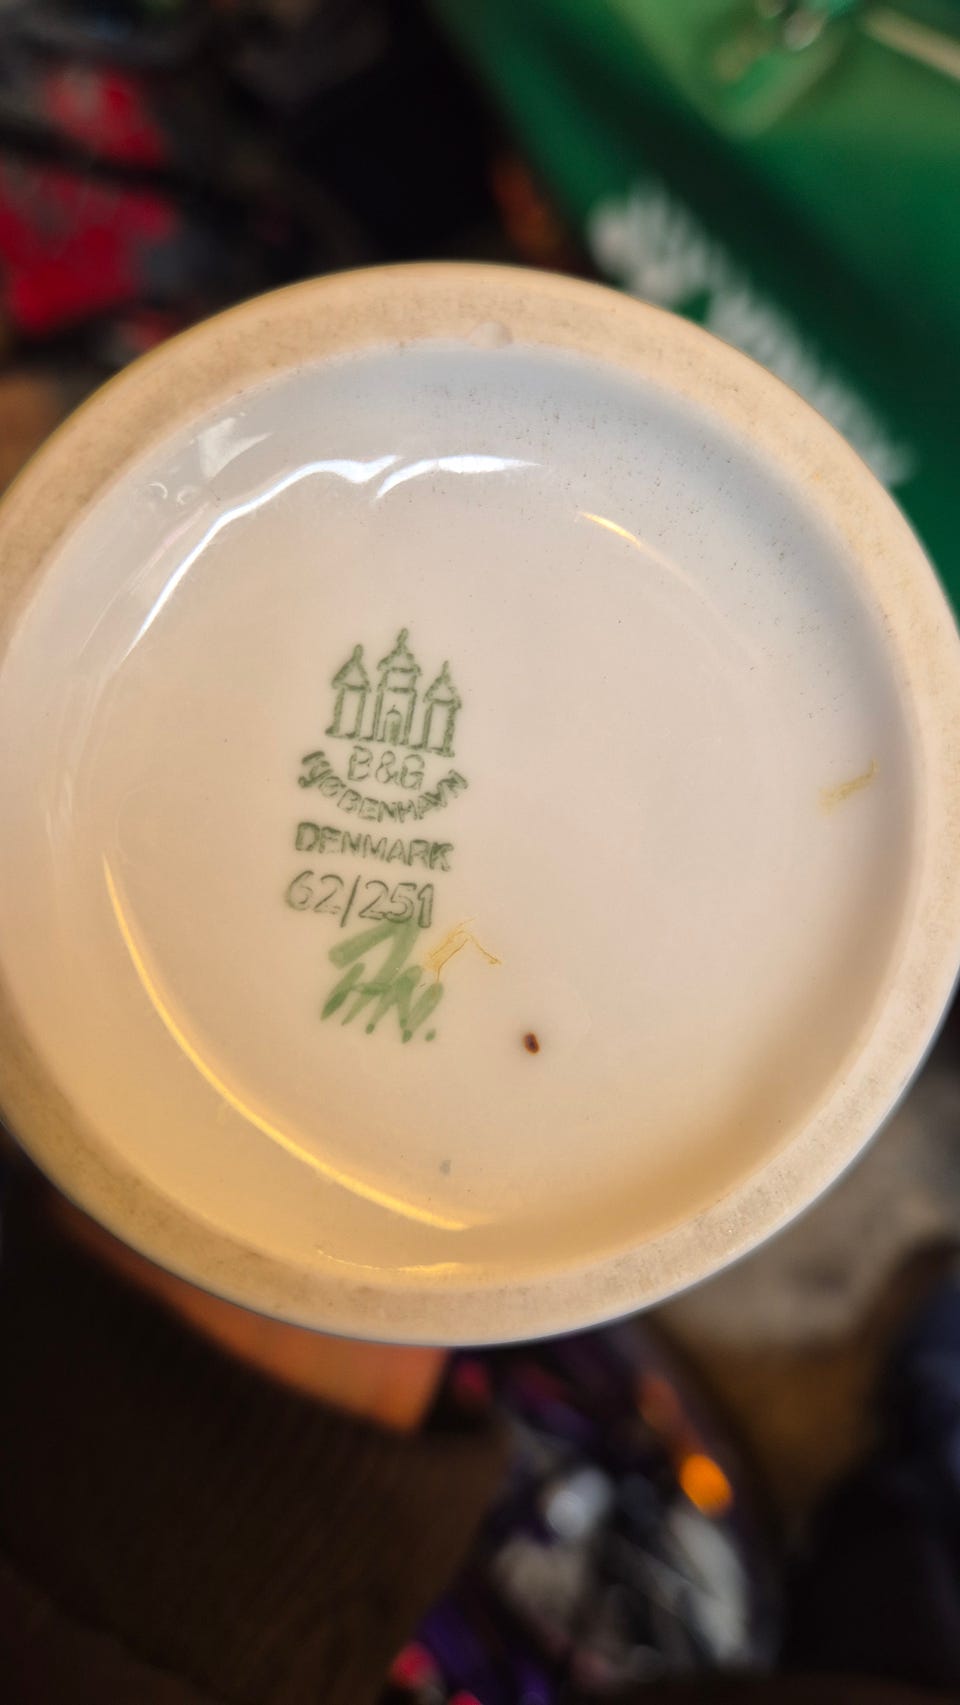 B&G
KJØBENHAVN
DENMARK
62/251